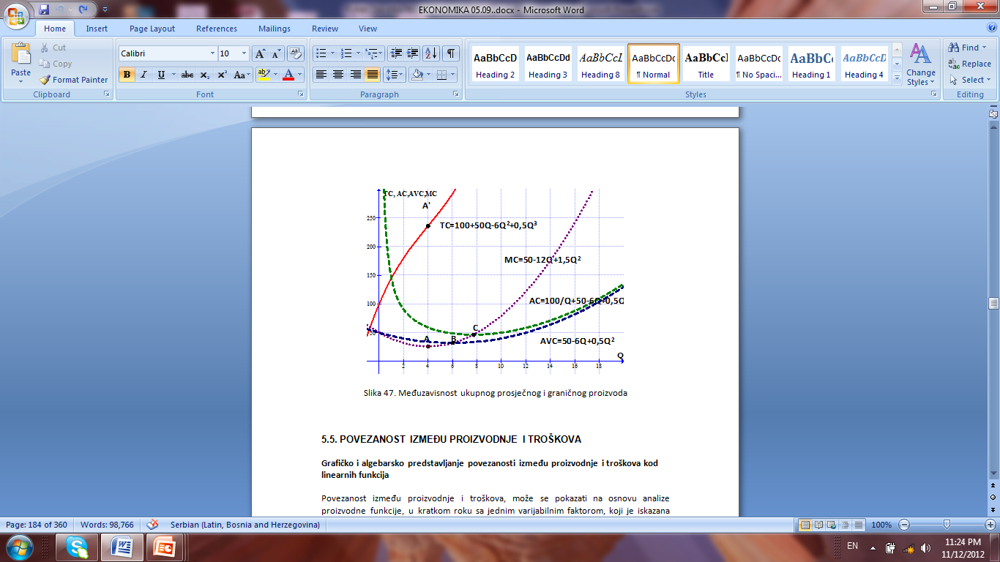 EKONOMIKA 05.09..docx - Microsoft Word
Home Insert Page Layout References Mailings Review View
Paste
Cut
Copy
Format Painter
Clipboard
Calibri 10
B I U abc x₂ x² Aa
Font
Paragraph
AaBbCcD AaBbCcDd AaBbCcL AaBbCcDc AaBbCcl AaBbCcDc AaBbC AaBbCcD
Heading 2 Heading 3 Heading 8 ¶ Normal Title ¶ No Spaci... Heading 1 Heading 4
Change Styles
Styles
Find
Replace
Select
Editing
TC, AC,AVC,MC
A'
TC=100+50Q-6Q²+0,5Q³
MC=50-12Q+1,5Q²
AC=100/Q+50-6Q+0,5Q
AVC=50-6Q+0,5Q²
250
200
150
100
50
A B C
Q
2 4 6 8 10 12 14 16 18
Slika 47. Međuzavisnost ukupnog prosječnog i graničnog proizvoda
5.5. POVEZANOST IZMEĐU PROIZVODNJE I TROŠKOVA
Grafičko i algebarsko predstavljanje povezanosti između proizvodnje i troškova kod
linearnih funkcija
Povezanost između proizvodnje i troškova, može se pokazati na osnovu analize
proizvodne funkcije, u kratkom roku sa jednim varijabilnim faktorom, koji je iskazana
Page: 184 of 360 Words: 98,766 Serbian (Latin, Bosnia and Herzegovina) 100%
EN 11:24 PM
11/12/2012